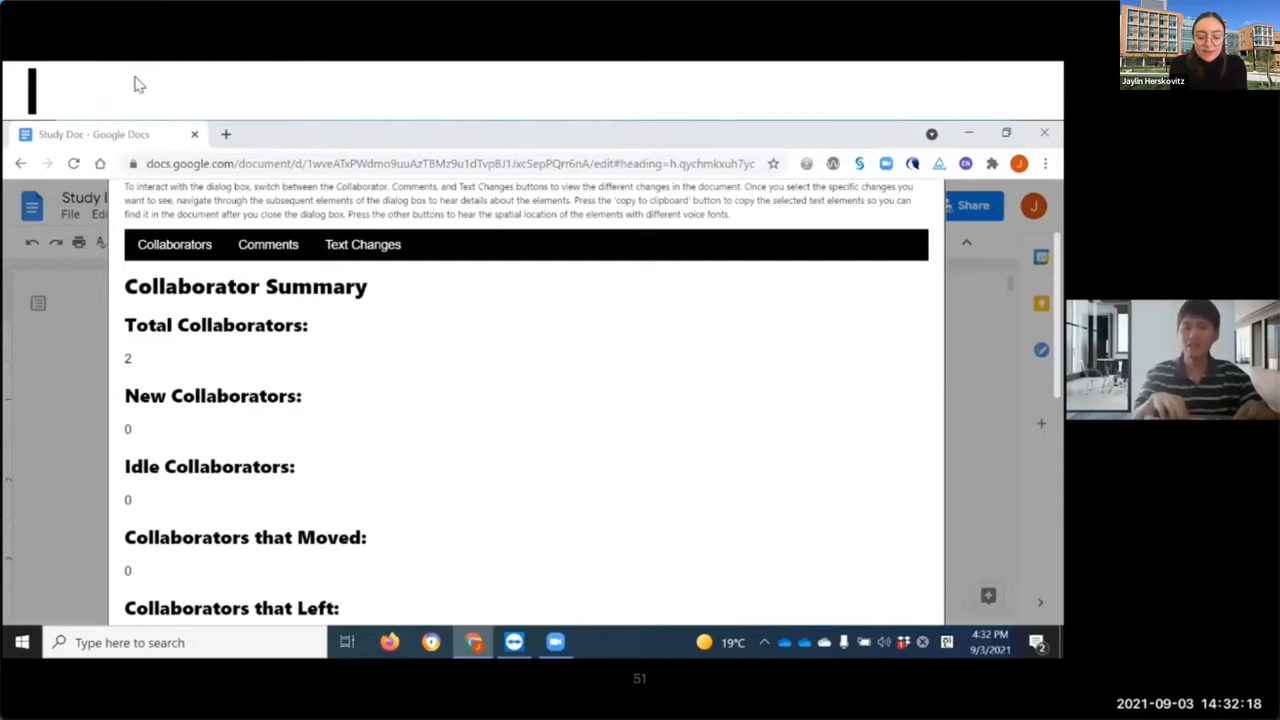 Jaylin Herskovitz
Study Doc - Google Docs
docs.google.com/document/d/1wveATxPWdmo9uuAzTBMz9u1dTvpBJ1JxcSepPQrr6nA/edit#heading=h.qychmkxuh7yc
To interact with the dialog box, switch between the Collaborator, Comments, and Text Changes buttons to view the different changes in the document. Once you select the specific changes you
want to see, navigate through the subsequent elements of the dialog box to hear details about the elements. Press the 'copy to clipboard' button to copy the selected text elements so you can
find it in the document after you close the dialog box. Press the other buttons to hear the spatial location of the elements with different voice fonts.
Study
File
Share
J
Collaborators Comments Text Changes
Collaborator Summary
Total Collaborators:
2
New Collaborators:
0
Idle Collaborators:
0
Collaborators that Moved:
0
Collaborators that Left:
Type here to search
19°C
4:32 PM
9/3/2021
51
2021-09-03 14:32:18